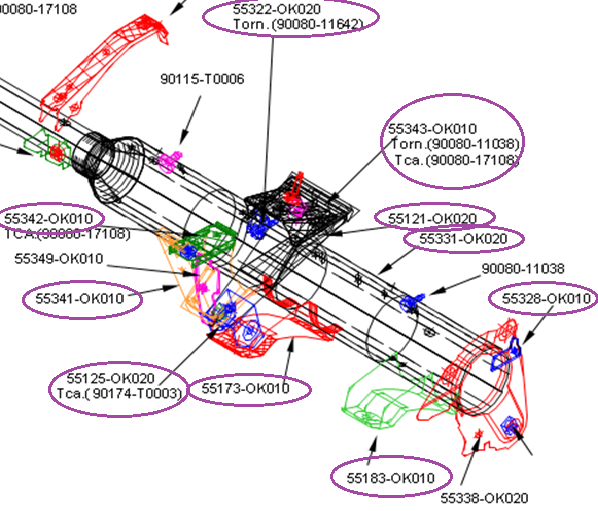 0080-17108
55322-OK020
Torn.(90080-11642)
90115-T0006
55343-OK010
Torn.(90080-11038)
Tca.(90080-17108)
55342-OK010
TCA.(90080-17108)
55121-OK020
55331-OK020
55349-OK010
90080-11038
55341-OK010
55328-OK010
55125-OK020
Tca.(90174-T0003)
55173-OK010
55183-OK010
55338-OK020